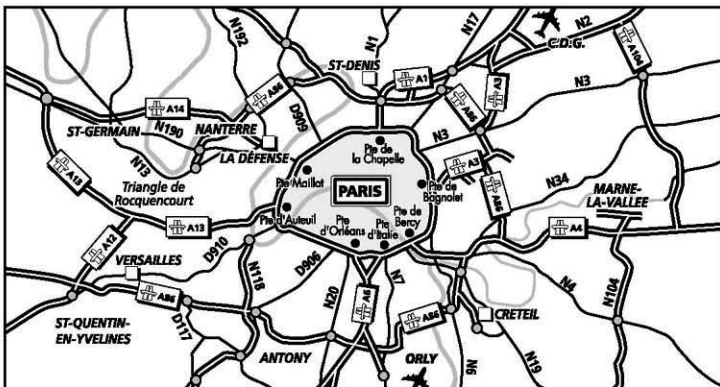 N192
N1
N17
N2
C.D.G.
A104
ST-DENIS
A86
A1
A3
N3
A14
D909
A86
ST-GERMAIN
N190
NANTERRE
N13
LA DÉFENSE
N3
Pte de
la Chapelle
A3
N34
A13
Triangle de
Rocquencourt
Pte Maillat
PARIS
Pte de
Bagnolet
A86
MARNE-
LA-VALLEE
A13
Pte d'Auteuil
Pte
d'Orléans
Pte
d'Italie
Pte de
Bercy
A4
A12
D910
VERSAILLES
N118
D906
N20
A6
N7
N4
N104
A86
D117
A86
CRETEIL
ST-QUENTIN-
EN-YVELINES
ANTONY
ORLY
N6
N19